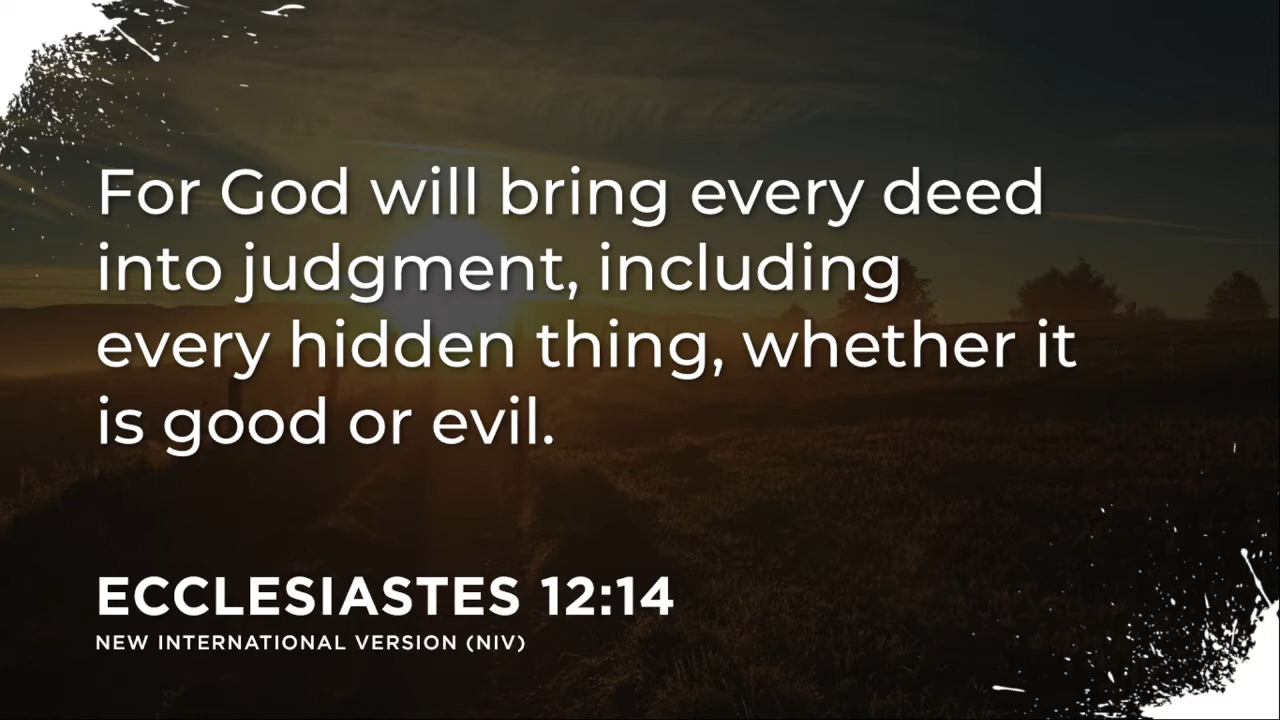 For God will bring every deed
into judgment, including
every hidden thing, whether it
is good or evil.
ECCLESIASTES 12:14
NEW INTERNATIONAL VERSION (NIV)